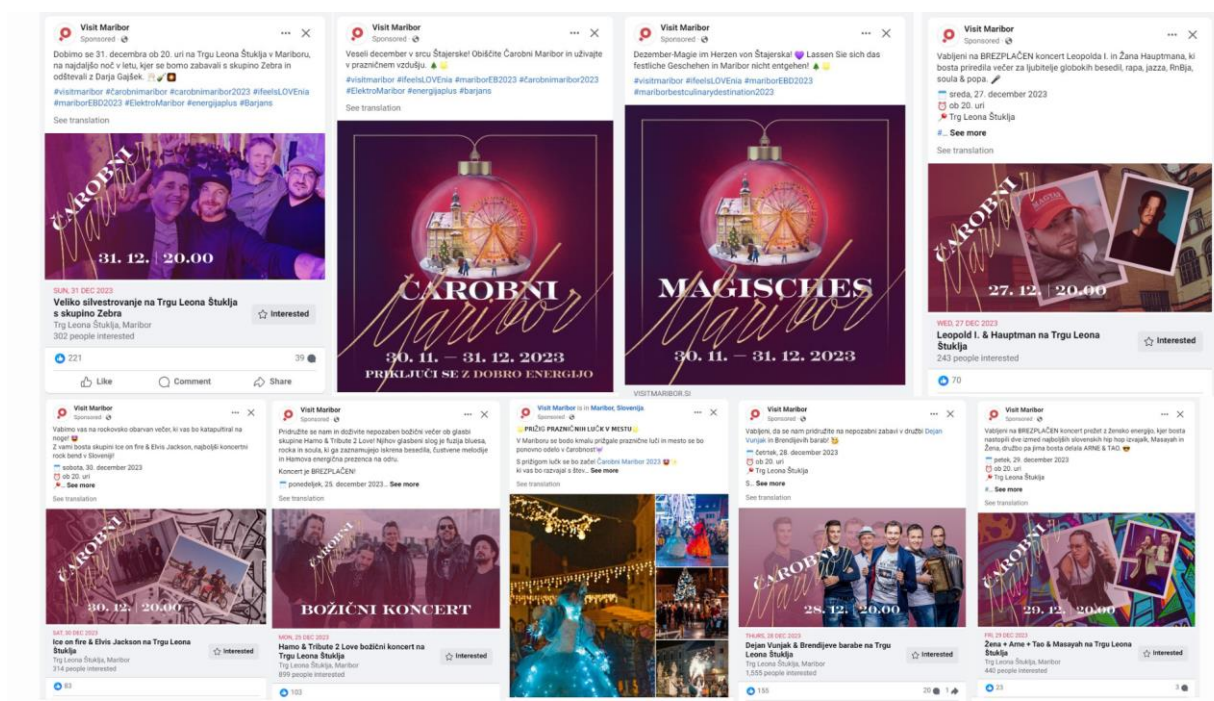 Visit Maribor
Sponsored
Dobimo se 31. decembra ob 20. uri na Trgu Leona Štuklja v Mariboru,
na najdaljšo noč v letu, kjer se bomo zabavali s skupino Zebra in
odštevali z Darja Gajšek.
#visitmaribor #čarobnimaribor #carobnimaribor2023 #ifeelsLOVEnia
#mariborEBD2023 #ElektroMaribor #energijaplus #Barjans
See translation
ČAROBNI
Maribor
31. 12. | 20.00
SUN, 31 DEC 2023
Veliko silvestrovanje na Trgu Leona Štuklja
s skupino Zebra
Trg Leona Štuklja, Maribor
302 people interested
Interested
221
39
Like
Comment
Share
Visit Maribor
Sponsored
Veseli december v srcu Štajerske! Obiščite Čarobni Maribor in uživajte
v prazničnem vzdušju.
#visitmaribor #ifeelsLOVEnia #mariborEB2023 #čarobnimaribor2023
#ElektroMaribor #energijaplus #barjans
See translation
ČAROBNI
Maribor
30. 11. – 31. 12. 2023
PRIKLJUČI SE Z DOBRO ENERGIJO
Visit Maribor
Sponsored
Dezember-Magie im Herzen von Štajerska! Lassen Sie sich das
festliche Geschehen in Maribor nicht entgehen!
#visitmaribor #ifeelsLOVEnia #mariborEBD2023
#mariborbestculinarydestination2023
See translation
MAGISCHES
Maribor
30. 11. – 31. 12. 2023
VISITMARIBOR.SI
Visit Maribor
Sponsored
Vabljeni na BREZPLAČEN koncert Leopolda I. in Žana Hauptmana, ki
bosta priredila večer za ljubitelje globokih besedil, rapa, jazza, RnBja,
soula & popa.
sreda, 27. december 2023
ob 20. uri
Trg Leona Štuklja
#... See more
See translation
ČAROBNI
Maribor
27. 12. | 20.00
WED, 27 DEC 2023
Leopold I. & Hauptman na Trgu Leona
Štuklja
243 people interested
Interested
70
Visit Maribor
Sponsored
Vabimo vas na rockovsko obarvan večer, ki vas bo katapultiral na
noge!
Z vami bosta skupini Ice on fire & Elvis Jackson, najboljši koncertni
rock bend v Sloveniji!
sobota, 30. december 2023
ob 20. uri
... See more
See translation
ČAROBNI
Maribor
30. 12. | 20.00
SAT, 30 DEC 2023
Ice on fire & Elvis Jackson na Trgu Leona
Štuklja
Trg Leona Štuklja, Maribor
314 people interested
Interested
83
Visit Maribor
Sponsored
Pridružite se nam in doživite nepozaben božični večer ob glasbi
skupine Hamo & Tribute 2 Love! Njihov glasbeni slog je fuzija bluesa,
rocka in soula, ki ga zaznamujejo iskrena besedila, čustvene melodije
in Hamova energična prezenca na odru.
Koncert je BREZPLAČEN!
ponedeljek, 25. december 2023... See more
See translation
ČAROBNI
Maribor
BOŽIČNI KONCERT
MON, 25 DEC 2023
Hamo & Tribute 2 Love božični koncert na
Trgu Leona Štuklja
Trg Leona Štuklja, Maribor
899 people interested
Interested
103
Visit Maribor is in Maribor, Slovenija.
Sponsored
PRIŽIG PRAZNIČNIH LUČK V MESTU
V Mariboru se bodo kmalu prižgale praznične luči in mesto se bo
ponovno odelo v čarobnost
S prižigom lučk se bo začel Čarobni Maribor 2023
ki vas bo razvajal s štev... See more
See translation
Visit Maribor
Sponsored
Vabljeni, da se nam pridružite na nepozabni zabavi v družbi Dejan
Vunjak in Brendijevih barab!
četrtek, 28. december 2023
ob 20. uri
Trg Leona Štuklja
S... See more
See translation
ČAROBNI
Maribor
28. 12. | 20.00
THURS, 28 DEC 2023
Dejan Vunjak & Brendijeve barabe na Trgu
Leona Štuklja
Trg Leona Štuklja, Maribor
1,555 people interested
Interested
155
20
1
Visit Maribor
Sponsored
Vabljeni na BREZPLAČEN koncert prežet z žensko energijo, kjer bosta
nastopili dve izmed najboljših slovenskih hip hop izvajalk, Masayah in
Žena, družbo pa jima bosta delala ARNE & TAO.
petek, 29. december 2023
ob 20. uri
Trg Leona Štuklja
#... See more
See translation
ČAROBNI
Maribor
29. 12. | 20.00
FRI, 29 DEC 2023
Žena + Arne + Tao & Masayah na Trgu Leona
Štuklja
Trg Leona Štuklja, Maribor
440 people interested
Interested
23
3